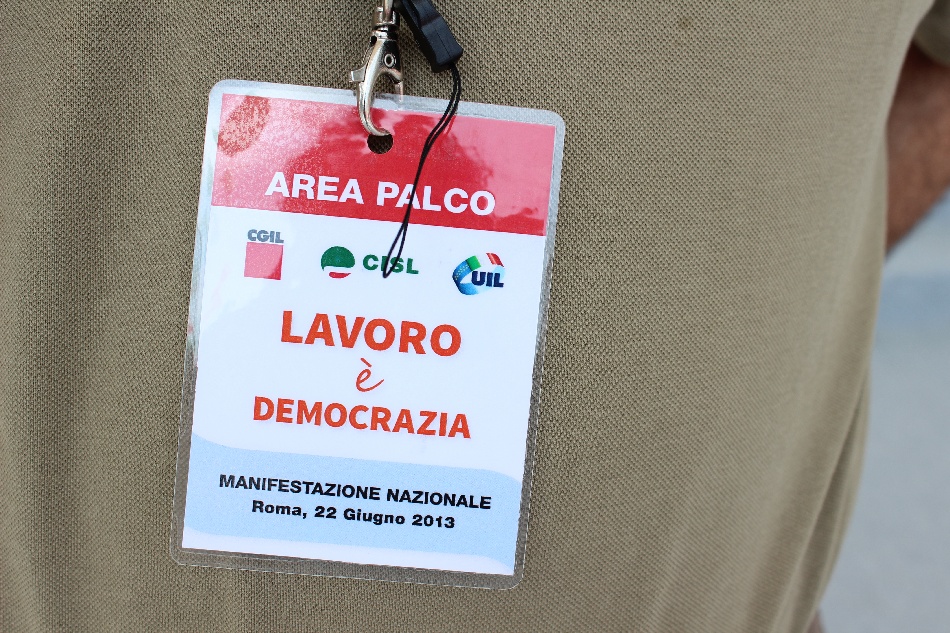 AREA PALCO
CGIL
CISL
UIL
LAVORO
è
DEMOCRAZIA
MANIFESTAZIONE NAZIONALE
Roma, 22 Giugno 2013